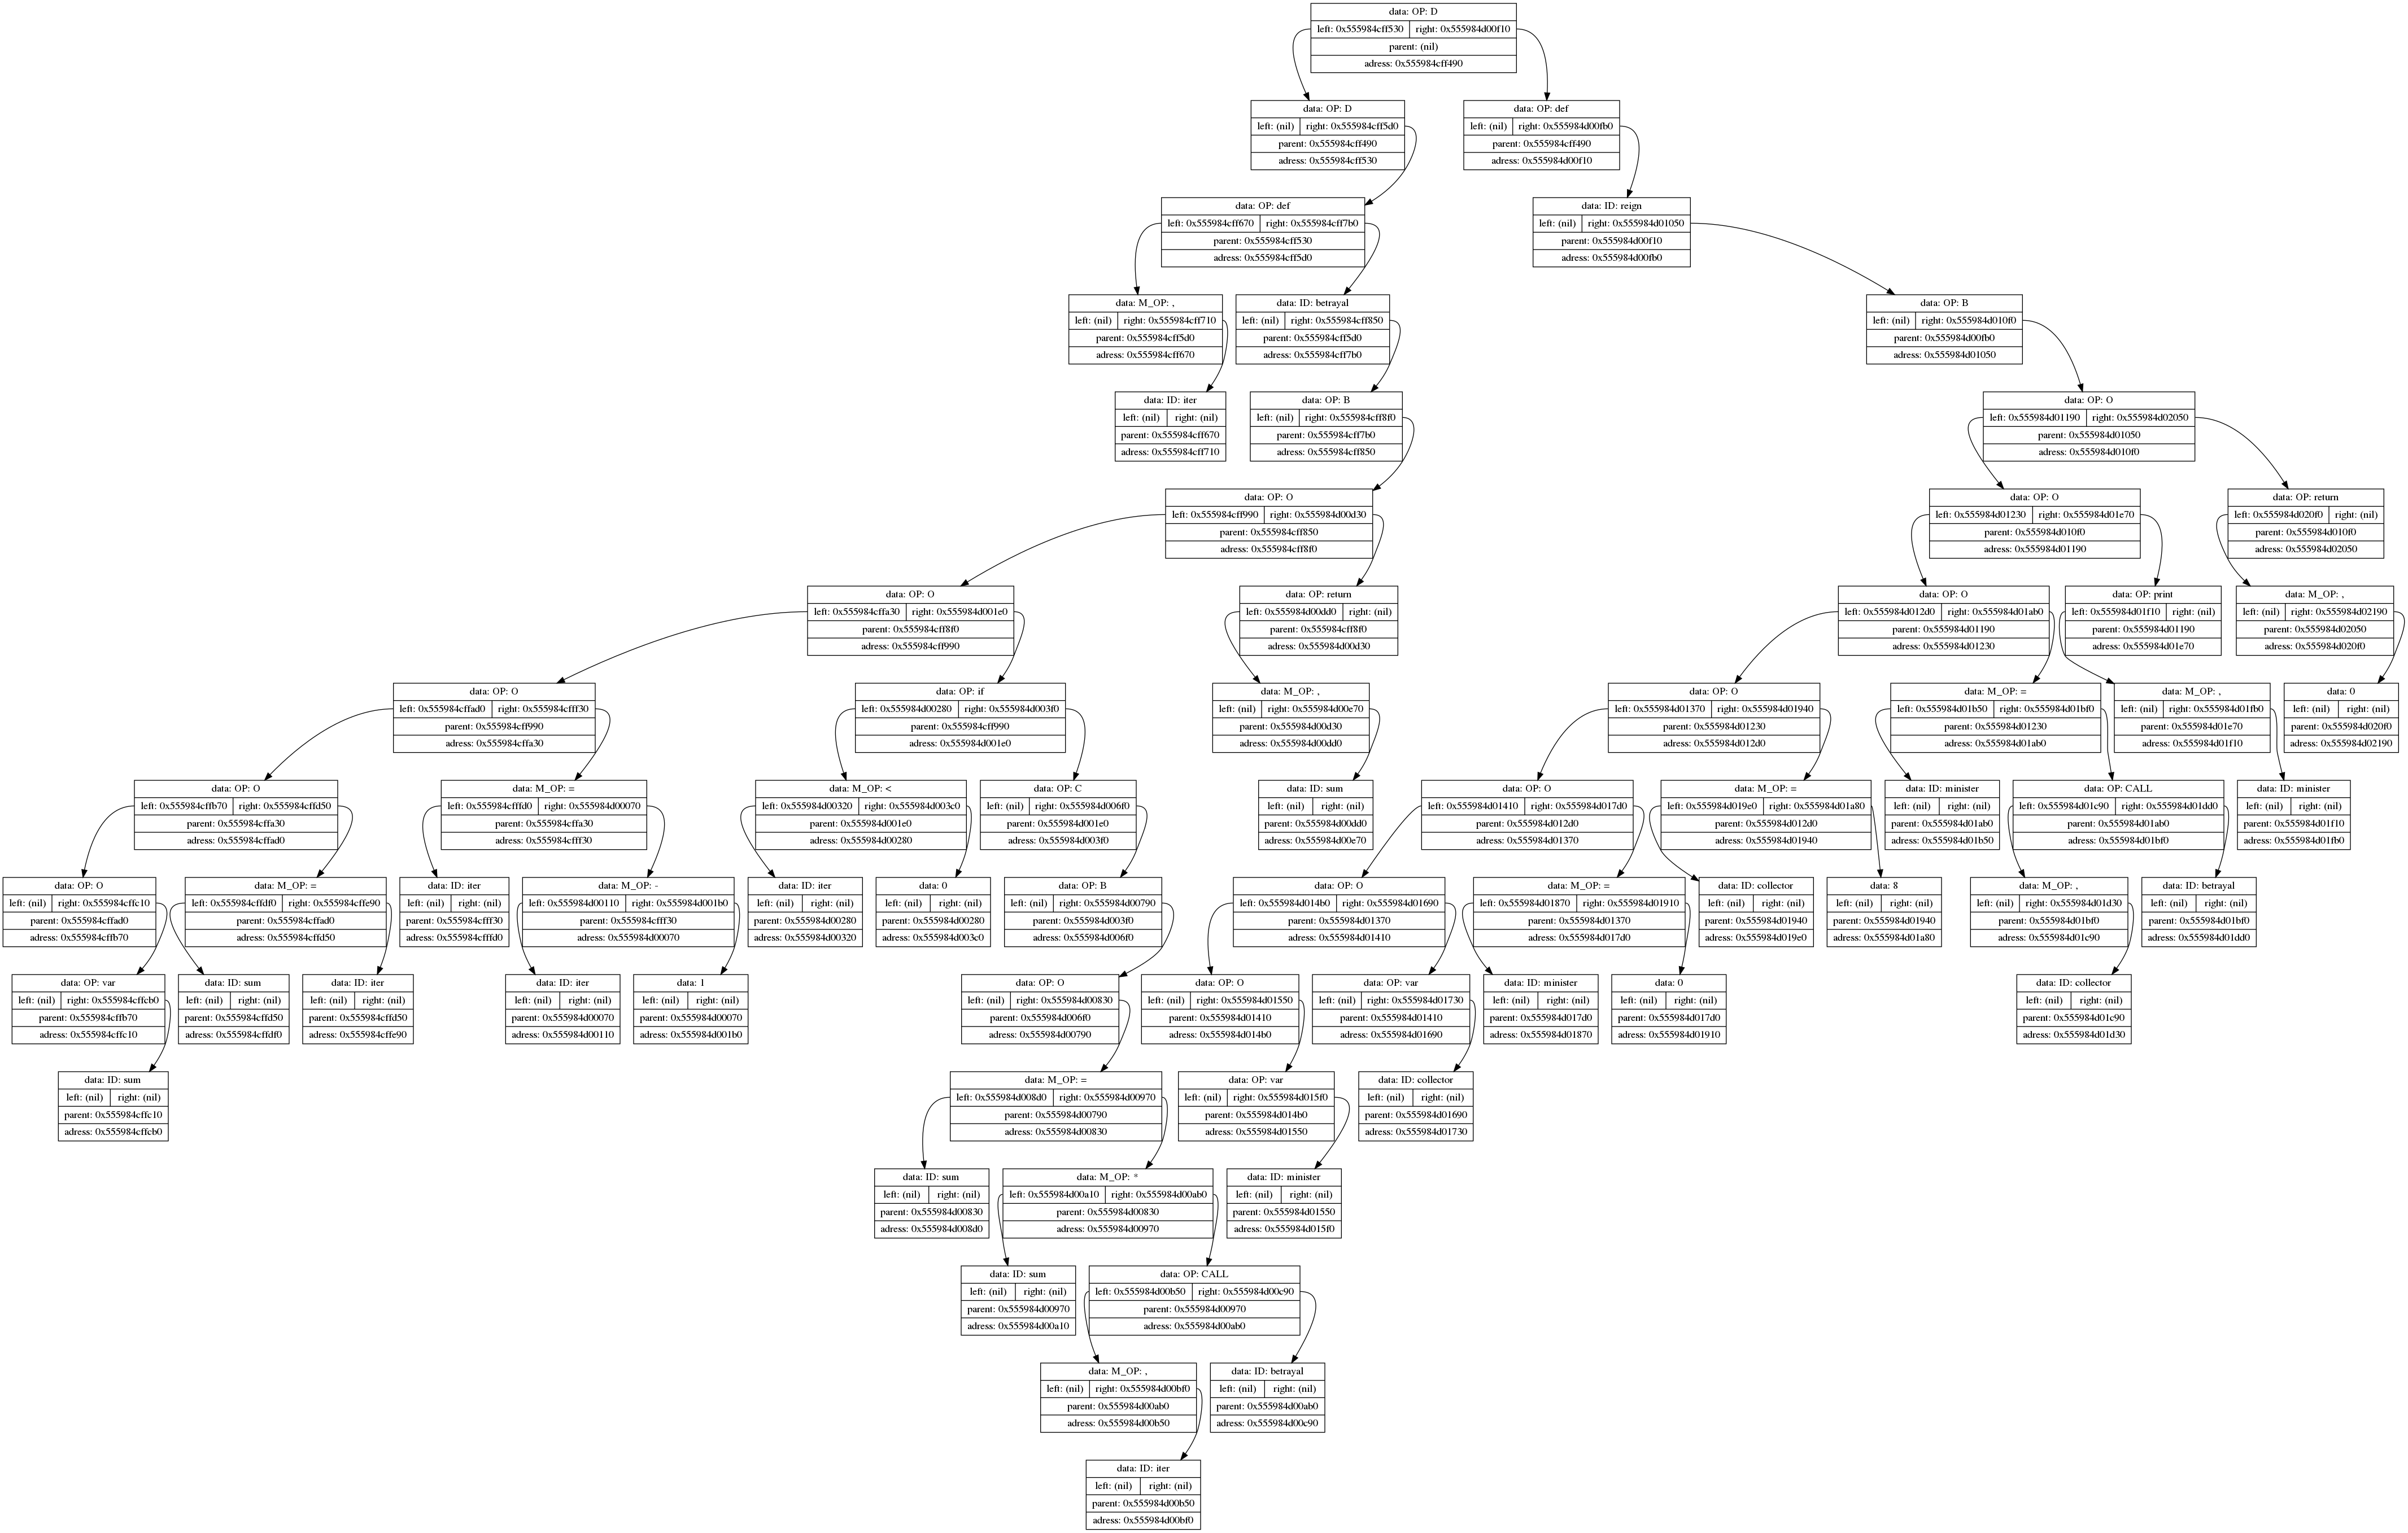 data: OP: D
left: 0x555984cff530 right: 0x555984d00f10
parent: (nil)
adress: 0x555984cff490
data: OP: D
left: (nil) right: 0x555984cff5d0
parent: 0x555984cff490
adress: 0x555984cff530
data: OP: def
left: (nil) right: 0x555984d00fb0
parent: 0x555984cff490
adress: 0x555984d00f10
data: OP: def
left: 0x555984cff670 right: 0x555984cff7b0
parent: 0x555984cff530
adress: 0x555984cff5d0
data: ID: reign
left: (nil) right: 0x555984d01050
parent: 0x555984d00f10
adress: 0x555984d00fb0
data: M_OP: ,
left: (nil) right: 0x555984cff710
parent: 0x555984cff5d0
adress: 0x555984cff670
data: ID: betrayal
left: (nil) right: 0x555984cff850
parent: 0x555984cff5d0
adress: 0x555984cff7b0
data: OP: B
left: (nil) right: 0x555984d010f0
parent: 0x555984d00fb0
adress: 0x555984d01050
data: ID: iter
left: (nil) right: (nil)
parent: 0x555984cff670
adress: 0x555984cff710
data: OP: B
left: (nil) right: 0x555984cff8f0
parent: 0x555984cff7b0
adress: 0x555984cff850
data: OP: O
left: 0x555984d01190 right: 0x555984d02050
parent: 0x555984d01050
adress: 0x555984d010f0
data: OP: O
left: 0x555984cff990 right: 0x555984d00d30
parent: 0x555984cff850
adress: 0x555984cff8f0
data: OP: O
left: 0x555984d01230 right: 0x555984d01e70
parent: 0x555984d010f0
adress: 0x555984d01190
data: OP: return
left: 0x555984d020f0 right: (nil)
parent: 0x555984d010f0
adress: 0x555984d02050
data: OP: O
left: 0x555984cffa30 right: 0x555984d001e0
parent: 0x555984cff8f0
adress: 0x555984cff990
data: OP: return
left: 0x555984d00dd0 right: (nil)
parent: 0x555984cff8f0
adress: 0x555984d00d30
data: OP: O
left: 0x555984d012d0 right: 0x555984d01ab0
parent: 0x555984d01190
adress: 0x555984d01230
data: OP: print
left: 0x555984d01f10 right: (nil)
parent: 0x555984d01190
adress: 0x555984d01e70
data: M_OP: ,
left: (nil) right: 0x555984d02190
parent: 0x555984d02050
adress: 0x555984d020f0
data: OP: O
left: 0x555984cffad0 right: 0x555984cfff30
parent: 0x555984cff990
adress: 0x555984cffa30
data: OP: if
left: 0x555984d00280 right: 0x555984d003f0
parent: 0x555984cff990
adress: 0x555984d001e0
data: M_OP: ,
left: (nil) right: 0x555984d00e70
parent: 0x555984d00d30
adress: 0x555984d00dd0
data: OP: O
left: 0x555984d01370 right: 0x555984d01940
parent: 0x555984d01230
adress: 0x555984d012d0
data: M_OP: =
left: 0x555984d01b50 right: 0x555984d01bf0
parent: 0x555984d01230
adress: 0x555984d01ab0
data: M_OP: ,
left: (nil) right: 0x555984d01fb0
parent: 0x555984d01e70
adress: 0x555984d01f10
data: 0
left: (nil) right: (nil)
parent: 0x555984d020f0
adress: 0x555984d02190
data: OP: O
left: 0x555984cffb70 right: 0x555984cffd50
parent: 0x555984cffa30
adress: 0x555984cffad0
data: M_OP: =
left: 0x555984cfffd0 right: 0x555984d00070
parent: 0x555984cffa30
adress: 0x555984cfff30
data: M_OP: <
left: 0x555984d00320 right: 0x555984d003c0
parent: 0x555984d001e0
adress: 0x555984d00280
data: OP: C
left: (nil) right: 0x555984d006f0
parent: 0x555984d001e0
adress: 0x555984d003f0
data: ID: sum
left: (nil) right: (nil)
parent: 0x555984d00dd0
adress: 0x555984d00e70
data: OP: O
left: 0x555984d01410 right: 0x555984d017d0
parent: 0x555984d012d0
adress: 0x555984d01370
data: M_OP: =
left: 0x555984d019e0 right: 0x555984d01a80
parent: 0x555984d012d0
adress: 0x555984d01940
data: ID: minister
left: (nil) right: (nil)
parent: 0x555984d01ab0
adress: 0x555984d01b50
data: OP: CALL
left: 0x555984d01c90 right: 0x555984d01dd0
parent: 0x555984d01ab0
adress: 0x555984d01bf0
data: ID: minister
left: (nil) right: (nil)
parent: 0x555984d01f10
adress: 0x555984d01fb0
data: OP: O
left: (nil) right: 0x555984cffc10
parent: 0x555984cffad0
adress: 0x555984cffb70
data: M_OP: =
left: 0x555984cffdf0 right: 0x555984cffe90
parent: 0x555984cffad0
adress: 0x555984cffd50
data: ID: iter
left: (nil) right: (nil)
parent: 0x555984cfff30
adress: 0x555984cfffd0
data: M_OP: -
left: 0x555984d00110 right: 0x555984d001b0
parent: 0x555984cfff30
adress: 0x555984d00070
data: ID: iter
left: (nil) right: (nil)
parent: 0x555984d00280
adress: 0x555984d00320
data: 0
left: (nil) right: (nil)
parent: 0x555984d00280
adress: 0x555984d003c0
data: OP: B
left: (nil) right: 0x555984d00790
parent: 0x555984d003f0
adress: 0x555984d006f0
data: OP: O
left: 0x555984d014b0 right: 0x555984d01690
parent: 0x555984d01370
adress: 0x555984d01410
data: M_OP: =
left: 0x555984d01870 right: 0x555984d01910
parent: 0x555984d01370
adress: 0x555984d017d0
data: ID: collector
left: (nil) right: (nil)
parent: 0x555984d01940
adress: 0x555984d019e0
data: 8
left: (nil) right: (nil)
parent: 0x555984d01940
adress: 0x555984d01a80
data: M_OP: ,
left: (nil) right: 0x555984d01d30
parent: 0x555984d01bf0
adress: 0x555984d01c90
data: ID: betrayal
left: (nil) right: (nil)
parent: 0x555984d01bf0
adress: 0x555984d01dd0
data: OP: var
left: (nil) right: 0x555984cffcb0
parent: 0x555984cffb70
adress: 0x555984cffc10
data: ID: sum
left: (nil) right: (nil)
parent: 0x555984cffd50
adress: 0x555984cffdf0
data: ID: iter
left: (nil) right: (nil)
parent: 0x555984cffd50
adress: 0x555984cffe90
data: ID: iter
left: (nil) right: (nil)
parent: 0x555984d00070
adress: 0x555984d00110
data: 1
left: (nil) right: (nil)
parent: 0x555984d00070
adress: 0x555984d001b0
data: OP: O
left: (nil) right: 0x555984d00830
parent: 0x555984d006f0
adress: 0x555984d00790
data: OP: O
left: (nil) right: 0x555984d01550
parent: 0x555984d01410
adress: 0x555984d014b0
data: OP: var
left: (nil) right: 0x555984d01730
parent: 0x555984d01410
adress: 0x555984d01690
data: ID: minister
left: (nil) right: (nil)
parent: 0x555984d017d0
adress: 0x555984d01870
data: 0
left: (nil) right: (nil)
parent: 0x555984d017d0
adress: 0x555984d01910
data: ID: collector
left: (nil) right: (nil)
parent: 0x555984d01c90
adress: 0x555984d01d30
data: ID: sum
left: (nil) right: (nil)
parent: 0x555984cffc10
adress: 0x555984cffcb0
data: M_OP: =
left: 0x555984d008d0 right: 0x555984d00970
parent: 0x555984d00790
adress: 0x555984d00830
data: OP: var
left: (nil) right: 0x555984d015f0
parent: 0x555984d014b0
adress: 0x555984d01550
data: ID: collector
left: (nil) right: (nil)
parent: 0x555984d01690
adress: 0x555984d01730
data: ID: sum
left: (nil) right: (nil)
parent: 0x555984d00830
adress: 0x555984d008d0
data: M_OP: *
left: 0x555984d00a10 right: 0x555984d00ab0
parent: 0x555984d00830
adress: 0x555984d00970
data: ID: minister
left: (nil) right: (nil)
parent: 0x555984d01550
adress: 0x555984d015f0
data: ID: sum
left: (nil) right: (nil)
parent: 0x555984d00970
adress: 0x555984d00a10
data: OP: CALL
left: 0x555984d00b50 right: 0x555984d00c90
parent: 0x555984d00970
adress: 0x555984d00ab0
data: M_OP: ,
left: (nil) right: 0x555984d00bf0
parent: 0x555984d00ab0
adress: 0x555984d00b50
data: ID: betrayal
left: (nil) right: (nil)
parent: 0x555984d00ab0
adress: 0x555984d00c90
data: ID: iter
left: (nil) right: (nil)
parent: 0x555984d00b50
adress: 0x555984d00bf0